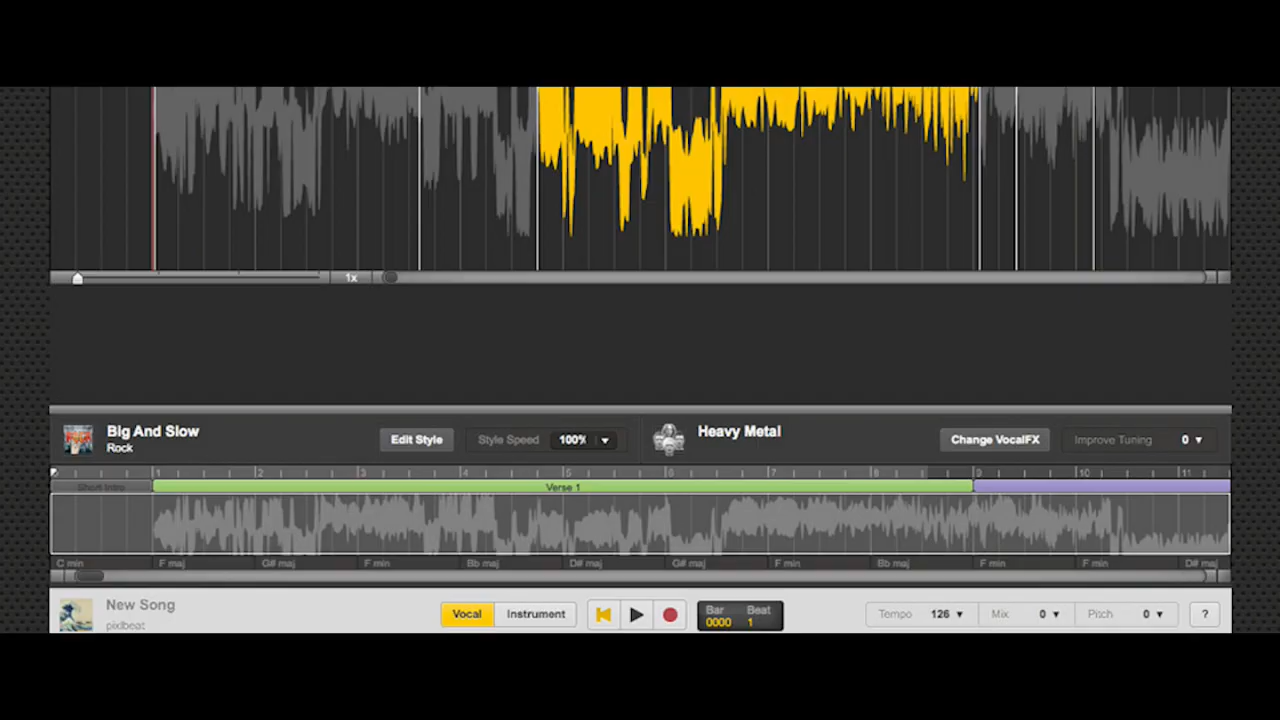 1x
Big And Slow
Rock
Edit Style
Style Speed 100%
Heavy Metal
Change VocalFX
Improve Tuning 0
1 2 3 4 5 6 7 8 9 10 11
Short Intro Verse 1
C min F maj G# maj F min Bb maj D# maj G# maj F min Bb maj F min F min D# maj
New Song
pixlbeat
Vocal Instrument
Bar Beat
0000 1
Tempo 126 Mix 0 Pitch 0 ?